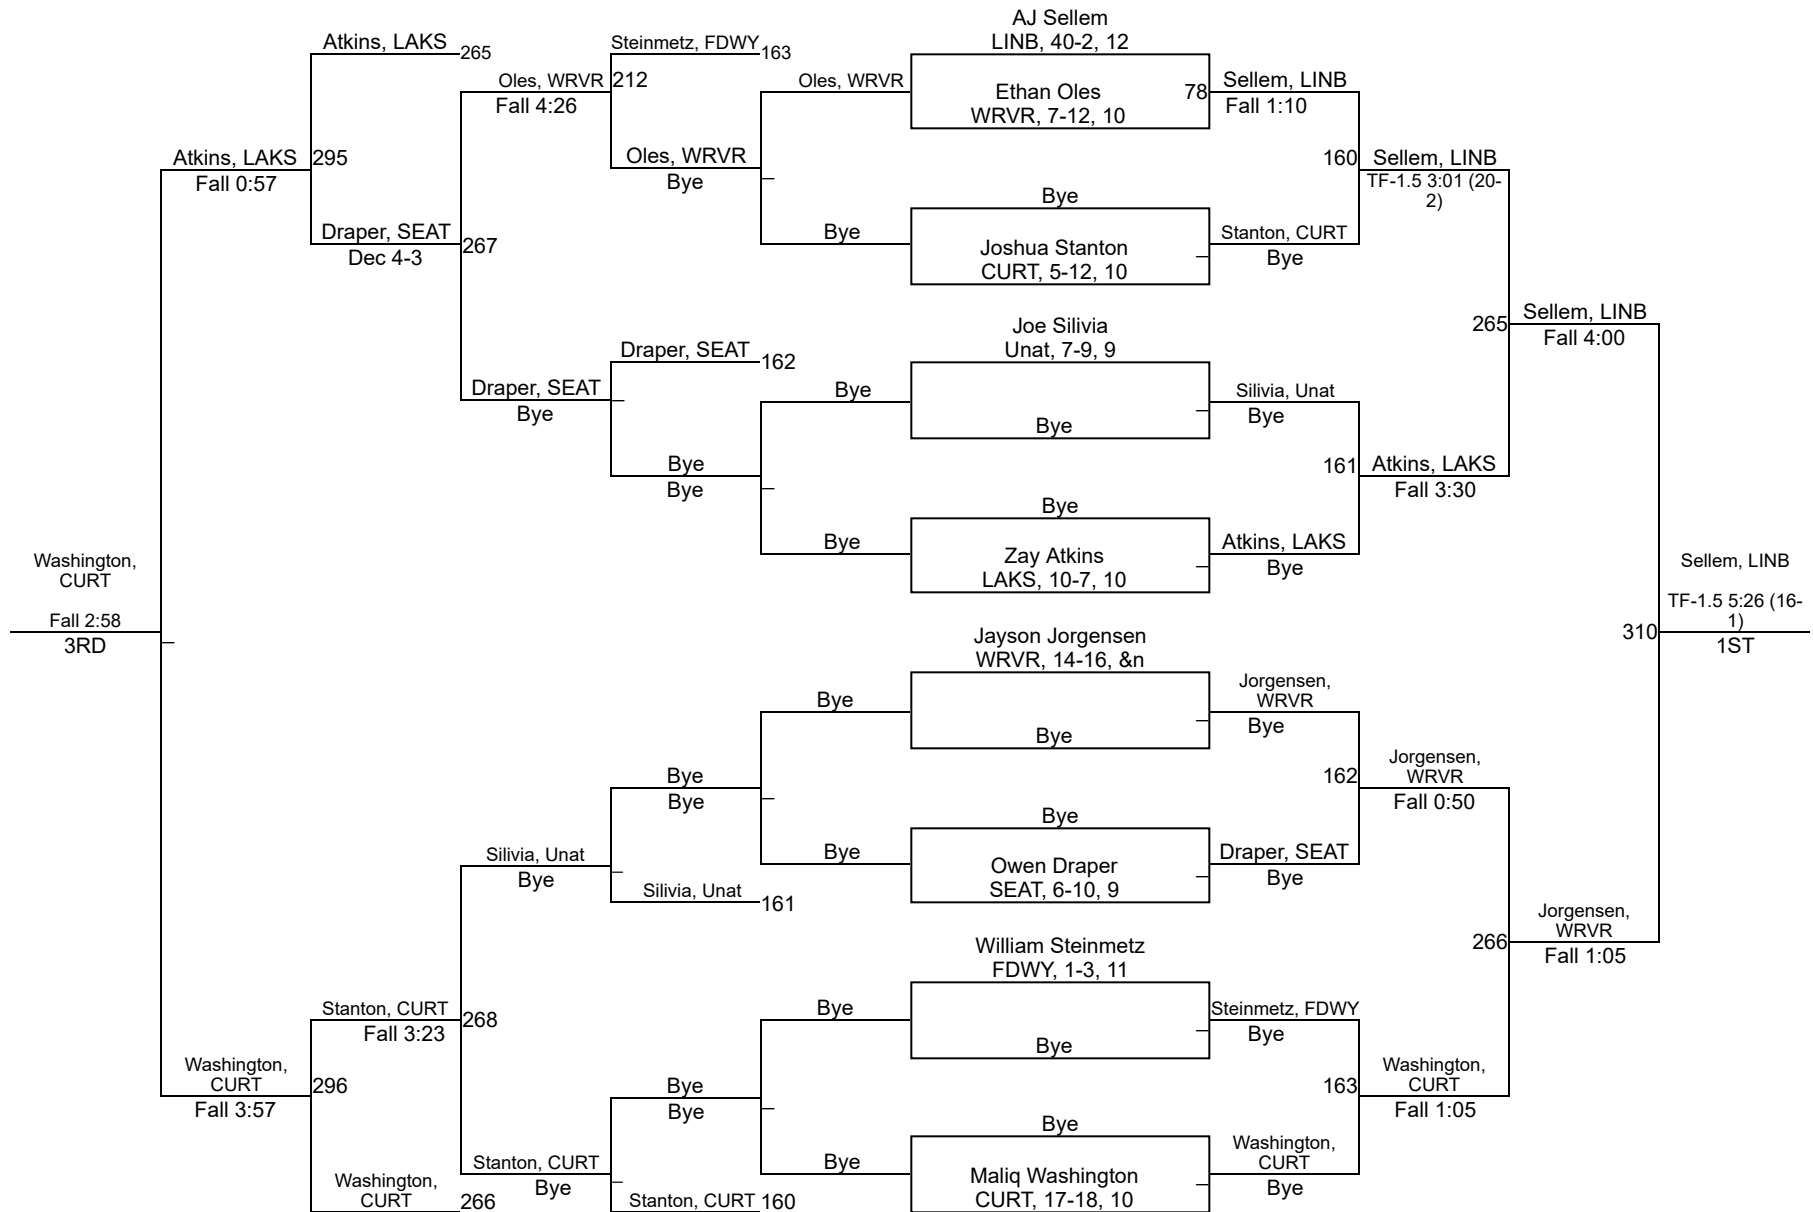 AJ Sellem
LINB, 40-2, 12
Ethan Oles
WRVR, 7-12, 10
78
Bye
Joshua Stanton
CURT, 5-12, 10
Joe Silivia
Unat, 7-9, 9
Bye
Bye
Zay Atkins
LAKS, 10-7, 10
Jayson Jorgensen
WRVR, 14-16, &n
Bye
Bye
Owen Draper
SEAT, 6-10, 9
William Steinmetz
FDWY, 1-3, 11
Bye
Bye
Maliq Washington
CURT, 17-18, 10
Sellem, LINB
Fall 1:10
160
Stanton, CURT
Bye
Silivia, Unat
Bye
161
Atkins, LAKS
Bye
Jorgensen,
WRVR
Bye
162
Draper, SEAT
Bye
Steinmetz, FDWY
Bye
163
Washington,
CURT
Bye
Sellem, LINB
TF-1.5 3:01 (20-
2)
265
Atkins, LAKS
Fall 3:30
Jorgensen,
WRVR
Fall 0:50
266
Washington,
CURT
Fall 1:05
Sellem, LINB
Fall 4:00
310
Jorgensen,
WRVR
Fall 1:05
Sellem, LINB
TF-1.5 5:26 (16-
1)
1ST
Oles, WRVR
Bye
Bye
Bye
Bye
Bye
Bye
Bye
Steinmetz, FDWY
163
Oles, WRVR
Bye
Draper, SEAT
162
Bye
Bye
Bye
Bye
Silivia, Unat
161
Bye
Bye
Stanton, CURT
160
Oles, WRVR
212
Fall 4:26
Draper, SEAT
Bye
Silivia, Unat
Bye
Stanton, CURT
Bye
Atkins, LAKS
265
Draper, SEAT
267
Dec 4-3
Stanton, CURT
268
Fall 3:23
Washington,
CURT
266
Atkins, LAKS
295
Fall 0:57
Washington,
CURT
296
Fall 3:57
Washington,
CURT
Fall 2:58
3RD